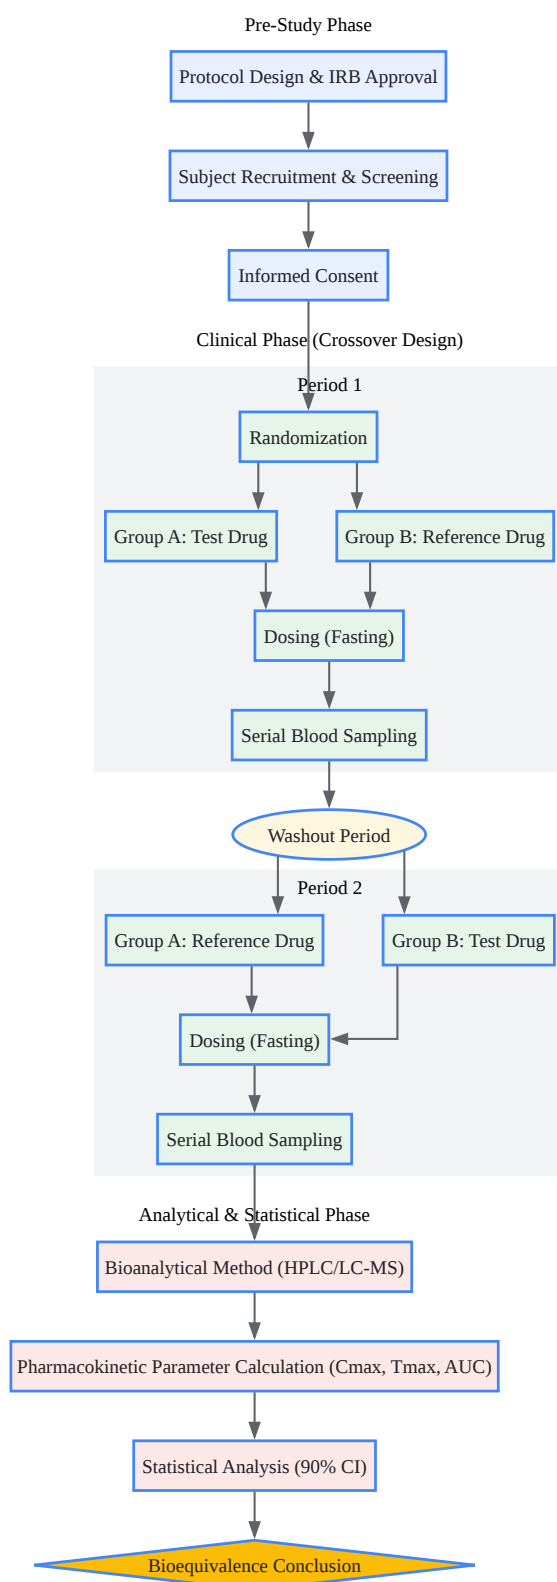 Pre-Study Phase
Protocol Design & IRB Approval
Subject Recruitment & Screening
Informed Consent
Clinical Phase (Crossover Design)
Period 1
Randomization
Group A: Test Drug
Group B: Reference Drug
Dosing (Fasting)
Serial Blood Sampling
Washout Period
Period 2
Group A: Reference Drug
Group B: Test Drug
Dosing (Fasting)
Serial Blood Sampling
Analytical & Statistical Phase
Bioanalytical Method (HPLC/LC-MS)
Pharmacokinetic Parameter Calculation (Cmax, Tmax, AUC)
Statistical Analysis (90% CI)
Bioequivalence Conclusion